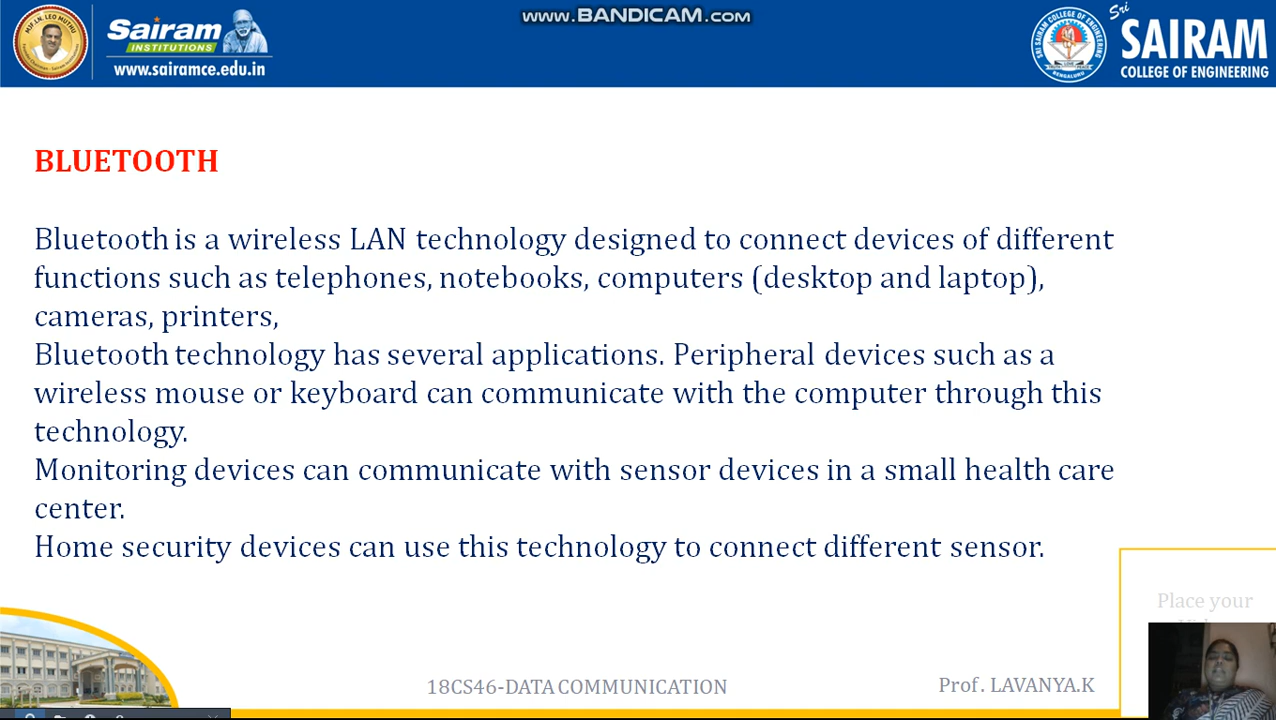 www.BANDICAM.com
MJF. LN. LEO MUTHU
Sairam
INSTITUTIONS
www.sairamce.edu.in
Sri
SAIRAM
COLLEGE OF ENGINEERING
BLUETOOTH
Bluetooth is a wireless LAN technology designed to connect devices of different
functions such as telephones, notebooks, computers (desktop and laptop),
cameras, printers,
Bluetooth technology has several applications. Peripheral devices such as a
wireless mouse or keyboard can communicate with the computer through this
technology.
Monitoring devices can communicate with sensor devices in a small health care
center.
Home security devices can use this technology to connect different sensor.
Place your
18CS46-DATA COMMUNICATION
Prof. LAVANYA.K